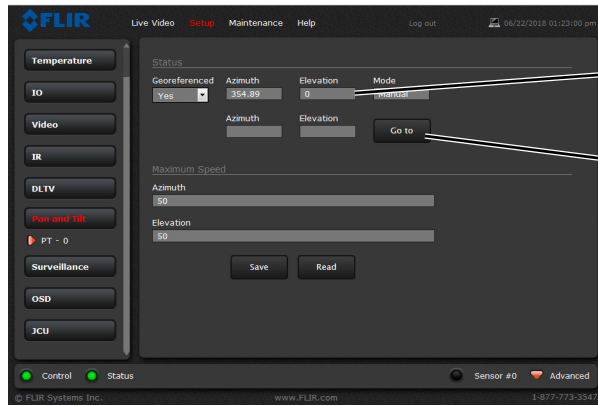 FLIR Live Video Setup Maintenance Help Log out 06/22/2018 01:23:00 pm
Temperature
IO
Video
IR
DLTV
Pan and Tilt
PT - 0
Surveillance
OSD
JCU
Status
Georeferenced Azimuth Elevation Mode
Yes 354.89 0 Manual
Azimuth Elevation
Go to
Maximum Speed
Azimuth
50
Elevation
50
Save Read
Control Status Sensor #0 Advanced
© FLIR Systems Inc. www.FLIR.com 1-877-773-3547